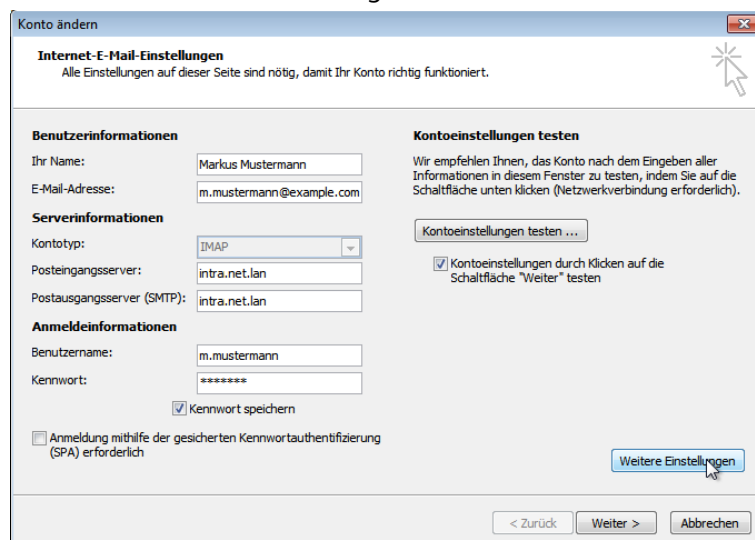 Konto ändern
Internet-E-Mail-Einstellungen
Alle Einstellungen auf dieser Seite sind nötig, damit Ihr Konto richtig funktioniert.
Benutzerinformationen
Ihr Name:
Markus Mustermann
E-Mail-Adresse:
m.mustermann@example.com
Serverinformationen
Kontotyp:
IMAP
Posteingangsserver:
intra.net.lan
Postausgangsserver (SMTP):
intra.net.lan
Anmeldeinformationen
Benutzername:
m.mustermann
Kennwort:
*******
Kennwort speichern
Anmeldung mithilfe der gesicherten Kennwortauthentifizierung
(SPA) erforderlich
Kontoeinstellungen testen
Wir empfehlen Ihnen, das Konto nach dem Eingeben aller
Informationen in diesem Fenster zu testen, indem Sie auf die
Schaltfläche unten klicken (Netzwerkverbindung erforderlich).
Kontoeinstellungen testen ...
Kontoeinstellungen durch Klicken auf die
Schaltfläche "Weiter" testen
Weitere Einstellungen
< Zurück
Weiter >
Abbrechen